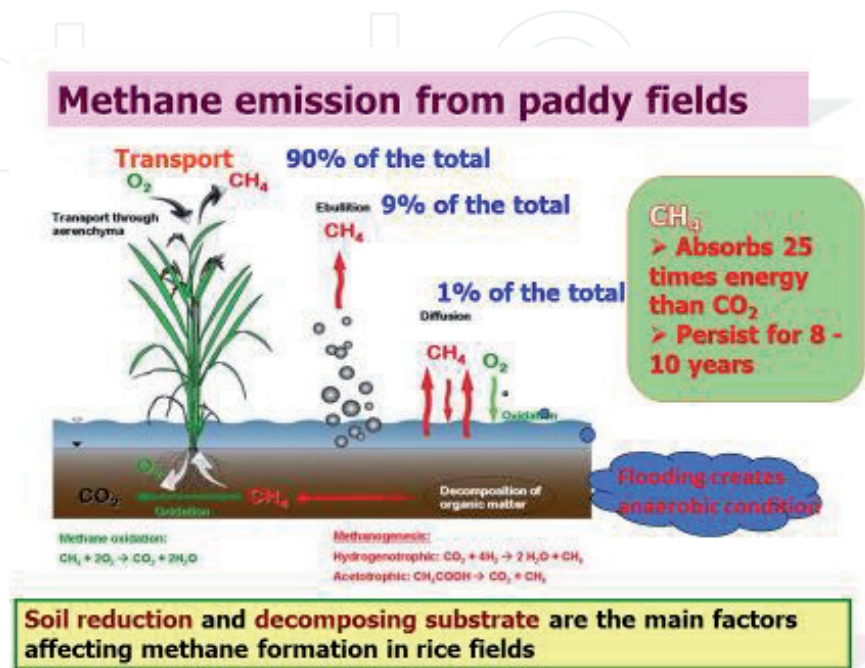 Methane emission from paddy fields
Transport 90% of the total
O₂ CH₄
Transport through
aerenchyma
Ebullition 9% of the total
CH₄
1% of the total
Diffusion
CH₄ O₂
Oxidation
CH₄
➢ Absorbs 25
times energy
than CO₂
➢ Persist for 8 -
10 years
O₂
CO₂ CH₄
Oxidation
Decomposition of
organic matter
Flooding creates
anaerobic condition
Methane oxidation:
CH₄ + 2O₂ → CO₂ + 2H₂O
Methanogenesis:
Hydrogenotrophic: CO₂ + 4H₂ → 2 H₂O + CH₄
Acetotrophic: CH₃COOH → CO₂ + CH₄
Soil reduction and decomposing substrate are the main factors
affecting methane formation in rice fields